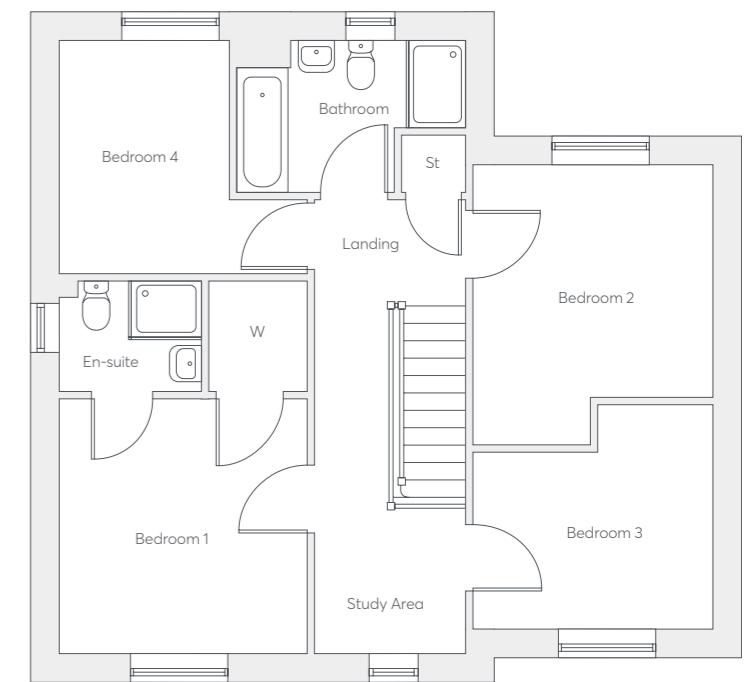 Bathroom
Bedroom 4
St
Landing
Bedroom 2
W
En-suite
Bedroom 1
Bedroom 3
Study Area